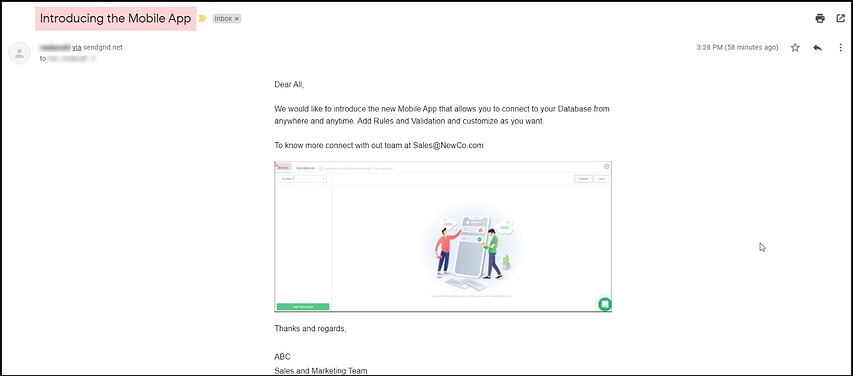 Introducing the Mobile App Inbox ×
via sendgrid.net
3:28 PM (58 minutes ago)
to
Dear All,
We would like to introduce the new Mobile App that allows you to connect to your Database from
anywhere and anytime. Add Rules and Validation and customize as you want.
To know more connect with out team at Sales@NewCo.com
Rules Validation
Thanks and regards,
ABC
Sales and Marketing Team